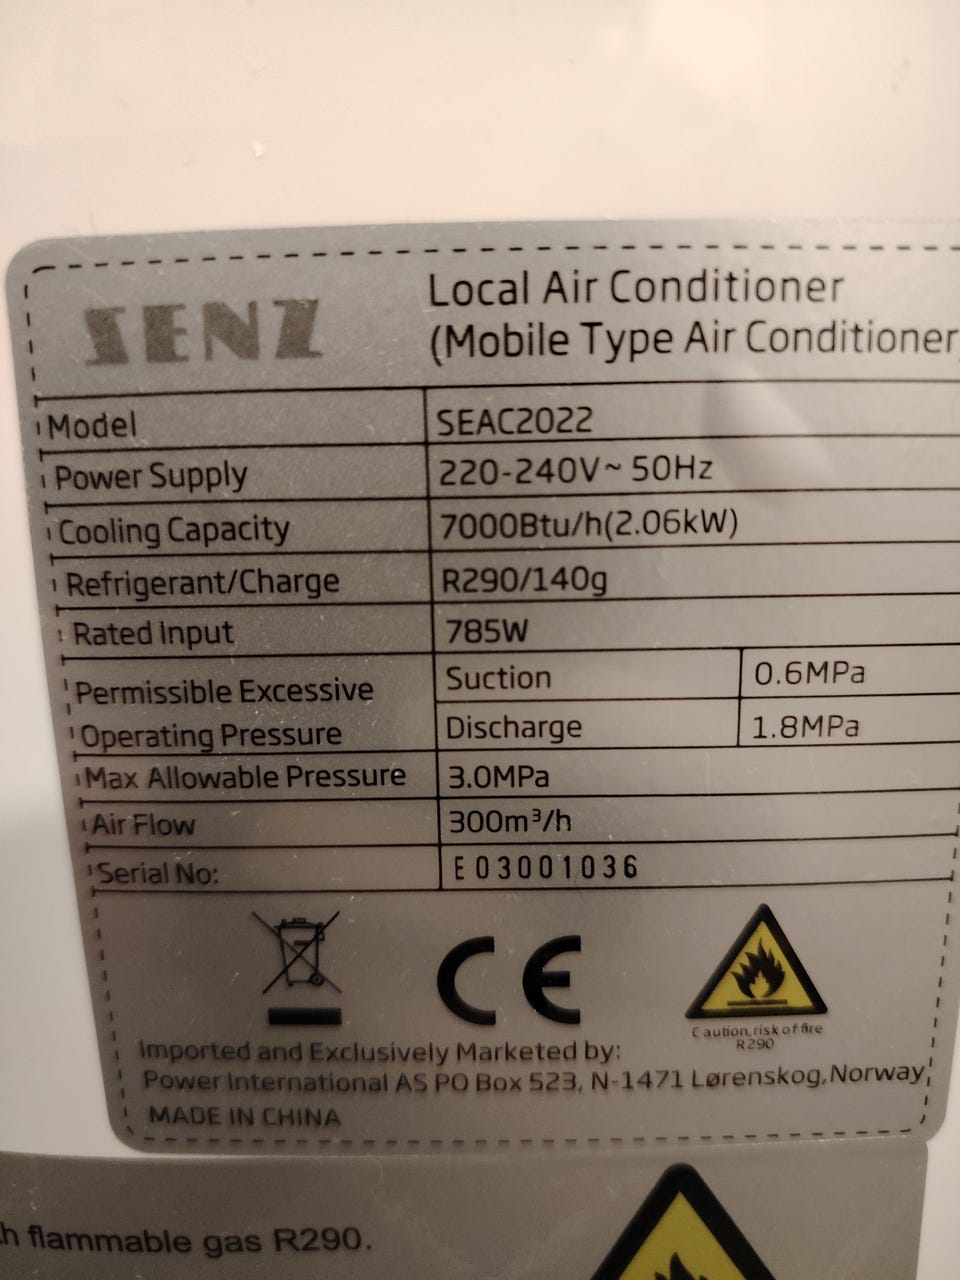 SENZ
Local Air Conditioner
(Mobile Type Air Conditioner
Model SEAC2022
Power Supply 220-240V~ 50Hz
Cooling Capacity 7000Btu/h(2.06kW)
Refrigerant/Charge R290/140g
Rated Input 785W
Permissible Excessive Operating Pressure
Suction 0.6MPa
Discharge 1.8MPa
Max Allowable Pressure 3.0MPa
Air Flow 300m³/h
Serial No: E03001036
CE
Caution, risk of fire
R290
Imported and Exclusively Marketed by:
Power International AS PO Box 523, N-1471 Lørenskog,Norway
MADE IN CHINA
flammable gas R290.